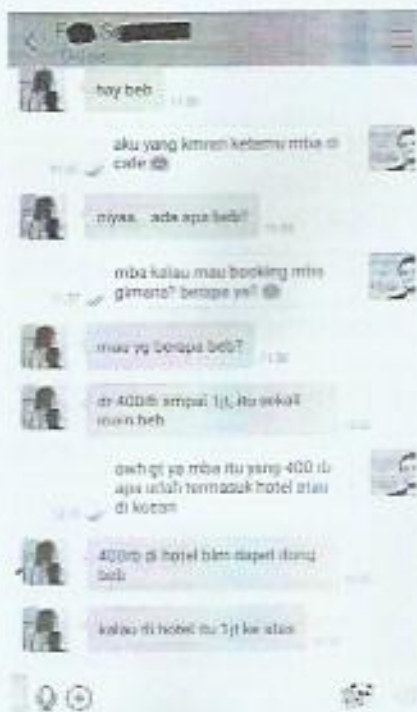 hay beb
aku yang kmren ketemu mba di
cafe
niyaa.. ada apa beb?
mba kalau mau booking mba
gimana? berapa ya?
mau yg berapa beb?
dr 400rb ampai 1jt, itu sekali
main beb
owh gt ya mba itu yang 400 rb
apa udah termasuk hotel atau
di kosan
400rb di hotel blm dapet dong
beb
kalau di hotel itu 1jt ke atas